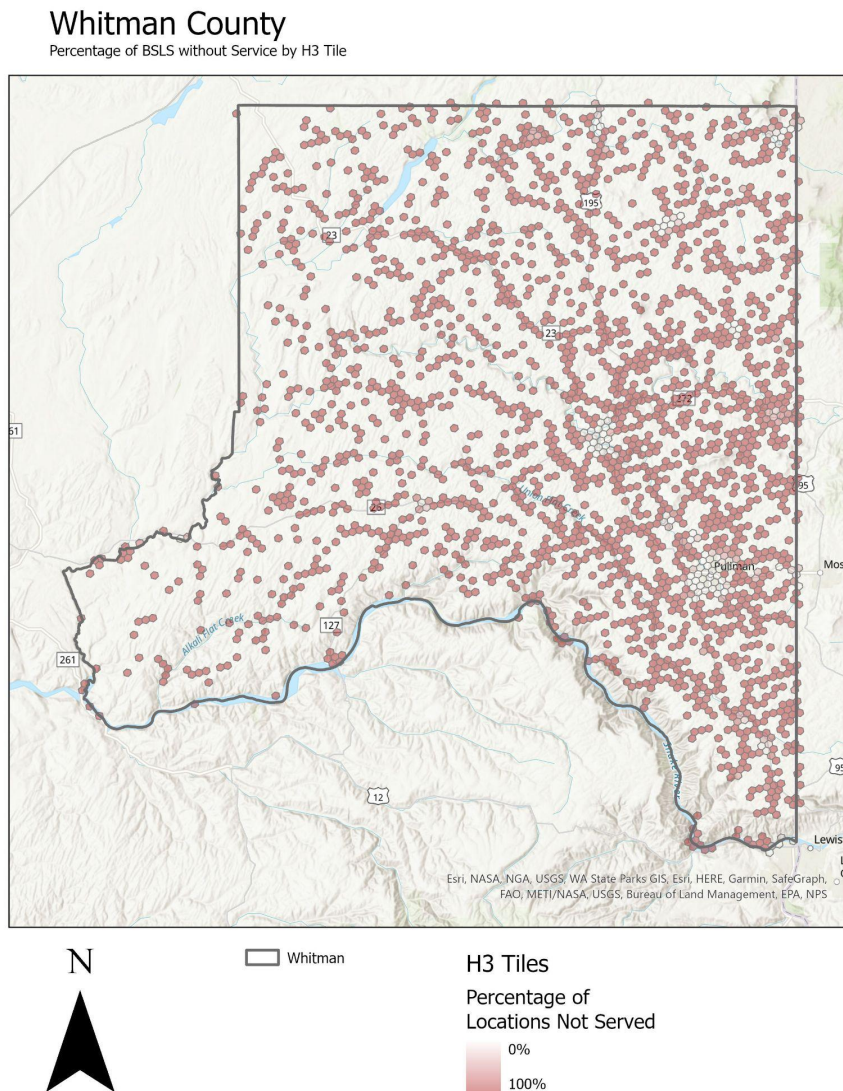 Whitman County
Percentage of BSLS without Service by H3 Tile
195
23
23
272
61
95
Union Flat Creek
26
Pullman
Mos
Alkali Flat Creek
127
261
Snake River
95
12
Lewis
L
C
Esri, NASA, NGA, USGS, WA State Parks GIS, Esri, HERE, Garmin, SafeGraph,
FAO, METI/NASA, USGS, Bureau of Land Management, EPA, NPS
N
Whitman
H3 Tiles
Percentage of
Locations Not Served
0%
100%